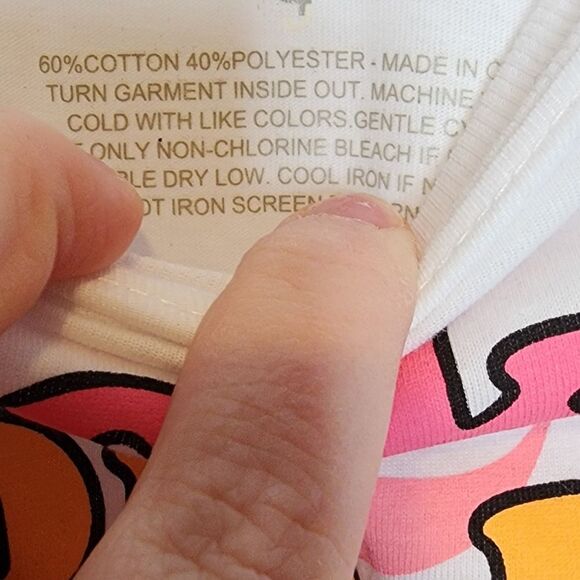 60%COTTON 40%POLYESTER - MADE IN
TURN GARMENT INSIDE OUT. MACHINE
COLD WITH LIKE COLORS.GENTLE
ONLY NON-CHLORINE BLEACH IF
DRY LOW. COOL IRON IF
IRON SCREEN